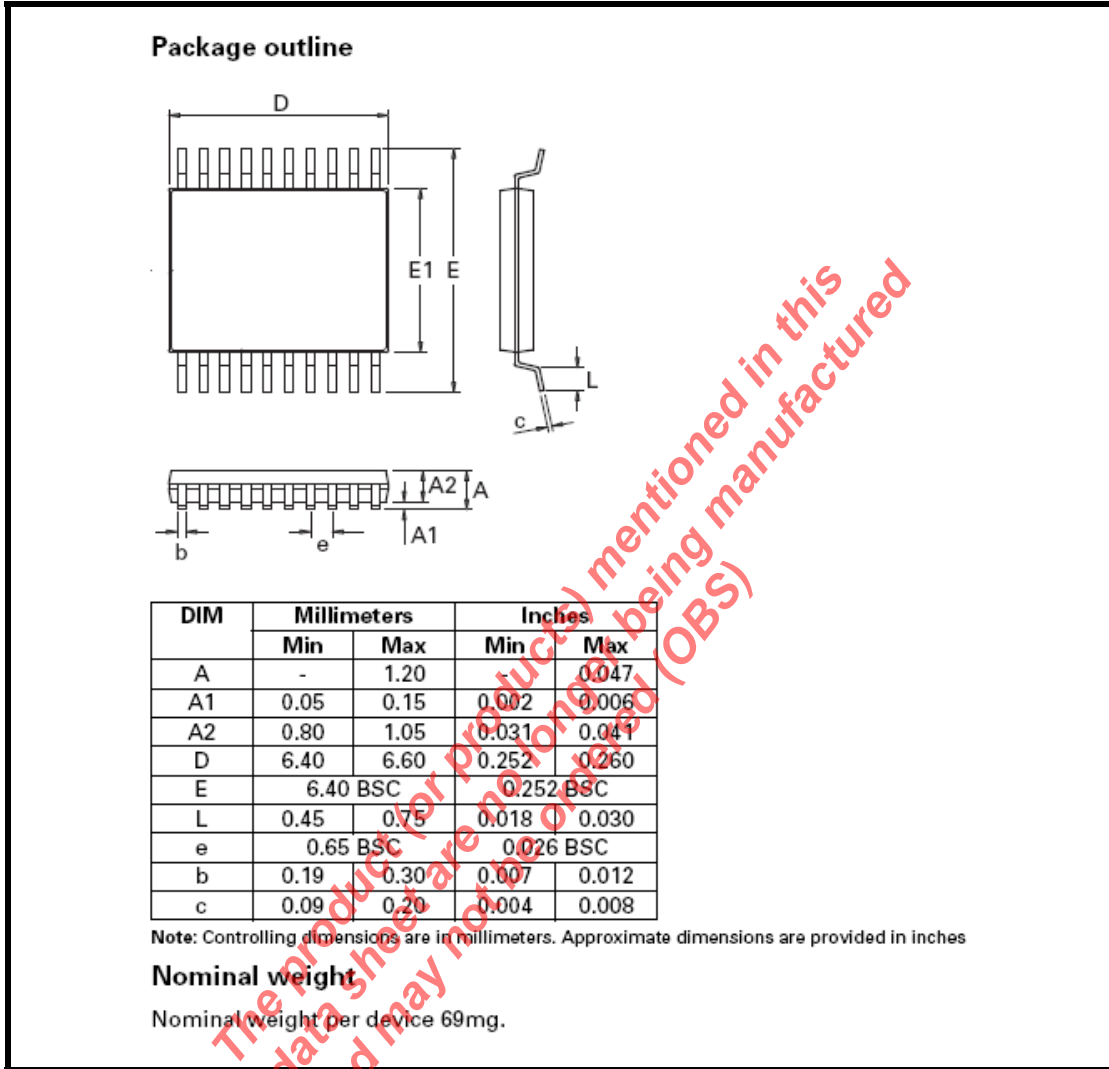 Package outline
D
E1 E
L
c
A2 A
A1
b
e
DIM Millimeters Inches
Min Max Min Max
A - 1.20 - 0.047
A1 0.05 0.15 0.002 0.006
A2 0.80 1.05 0.031 0.041
D 6.40 6.60 0.252 0.260
E 6.40 BSC 0.252 BSC
L 0.45 0.75 0.018 0.030
e 0.65 BSC 0.026 BSC
b 0.19 0.30 0.007 0.012
c 0.09 0.20 0.004 0.008
Note: Controlling dimensions are in millimeters. Approximate dimensions are provided in inches
Nominal weight
Nominal weight per device 69mg.
The product (or products) mentioned in this
data sheet are no longer being manufactured
d may not be ordered (OBS)